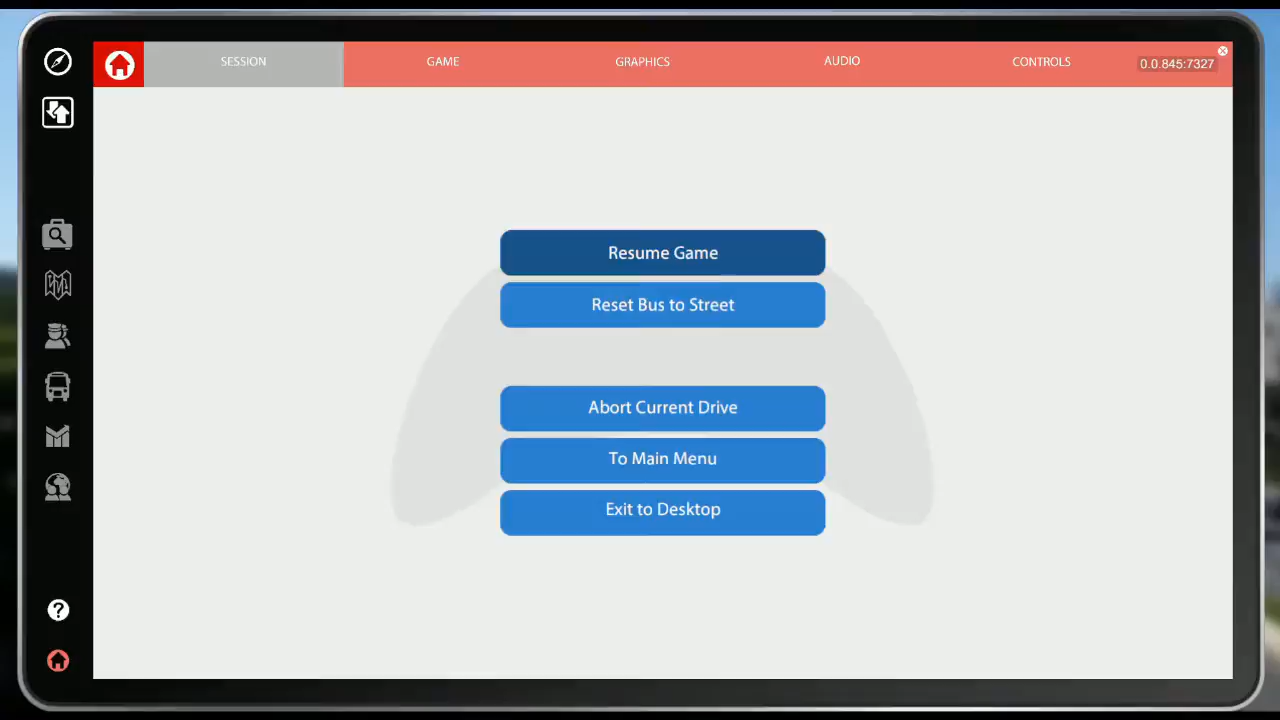 SESSION
GAME
GRAPHICS
AUDIO
CONTROLS
0.0.845:7327
Resume Game
Reset Bus to Street
Abort Current Drive
To Main Menu
Exit to Desktop
?